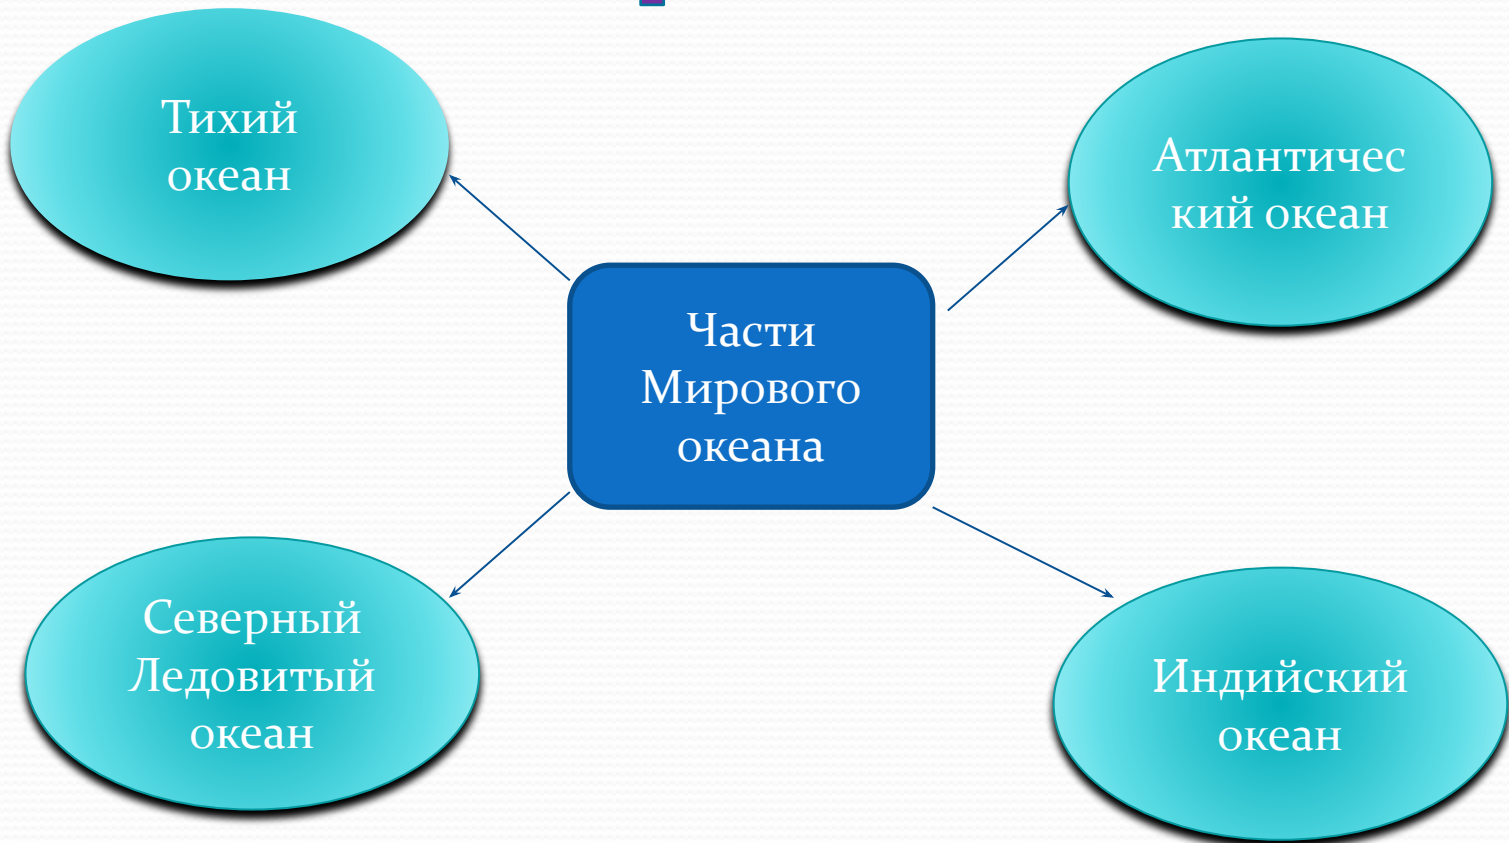 Тихий
океан
Атлантичес
кий океан
Части
Мирового
океана
Северный
Ледовитый
океан
Индийский
океан